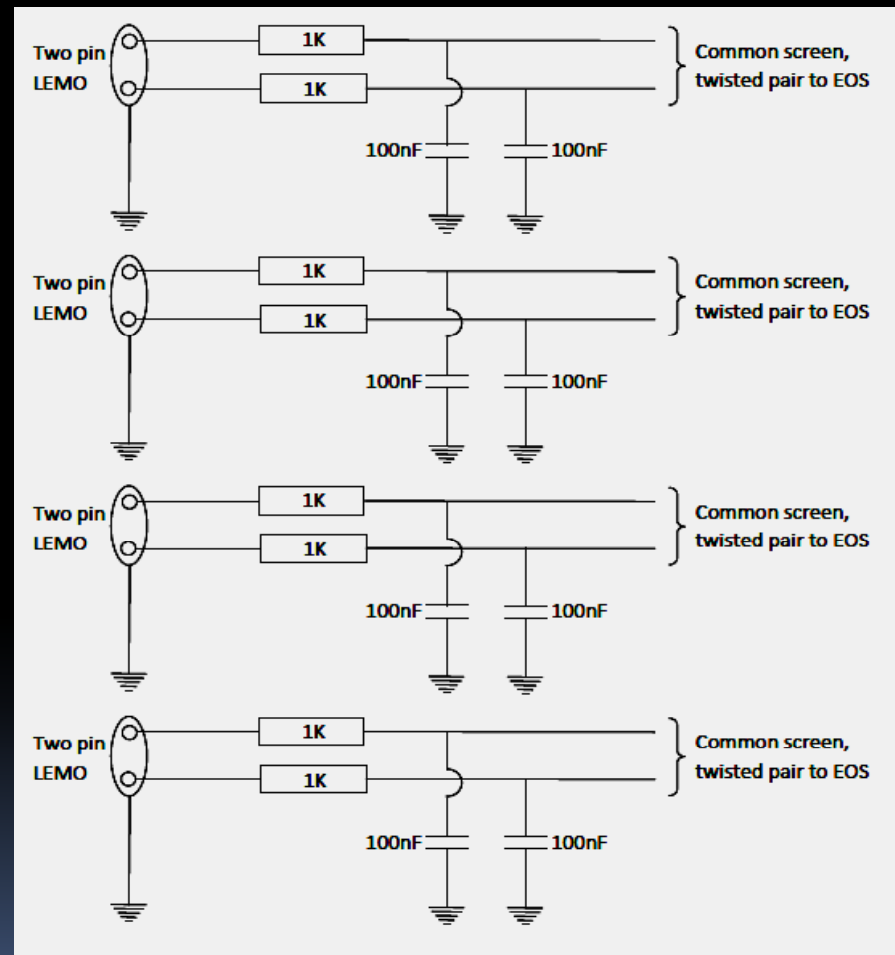 1K
Two pin
LEMO
1K
Common screen,
twisted pair to EOS
100nF
100nF
1K
Two pin
LEMO
1K
Common screen,
twisted pair to EOS
100nF
100nF
1K
Two pin
LEMO
1K
Common screen,
twisted pair to EOS
100nF
100nF
1K
Two pin
LEMO
1K
Common screen,
twisted pair to EOS
100nF
100nF